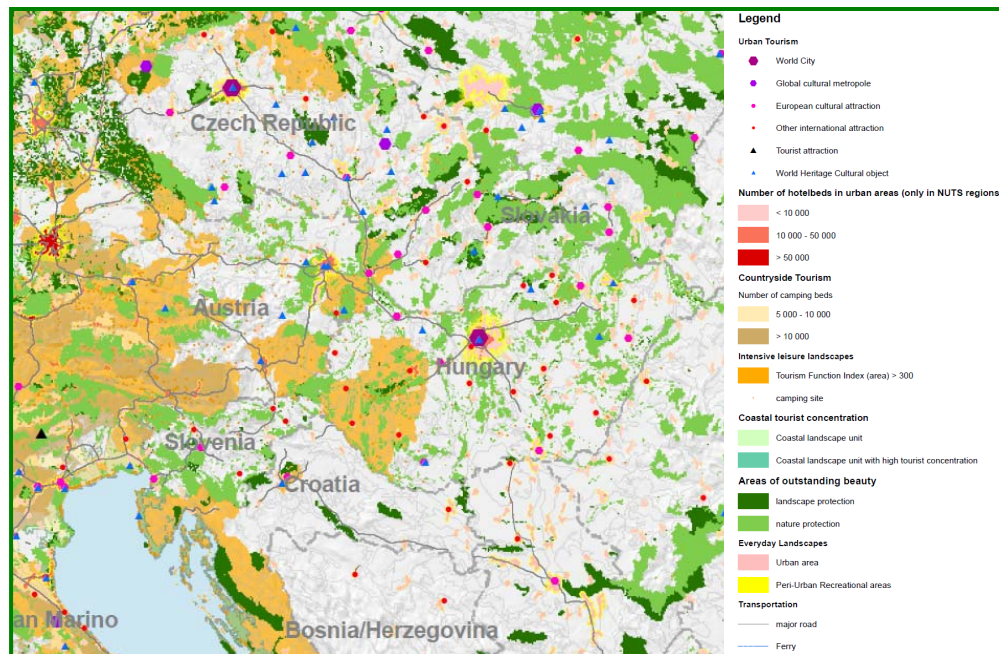 Czech Republic
Slovakia
Austria
Hungary
Slovenia
Croatia
an Marino
Bosnia/Herzegovina
Legend
Urban Tourism
World City
Global cultural metropole
European cultural attraction
Other international attraction
Tourist attraction
World Heritage Cultural object
Number of hotelbeds in urban areas (only in NUTS regions
< 10 000
10 000 - 50 000
> 50 000
Countryside Tourism
Number of camping beds
5 000 - 10 000
> 10 000
Intensive leisure landscapes
Tourism Function Index (area) > 300
camping site
Coastal tourist concentration
Coastal landscape unit
Coastal landscape unit with high tourist concentration
Areas of outstanding beauty
landscape protection
nature protection
Everyday Landscapes
Urban area
Peri-Urban Recreational areas
Transportation
major road
Ferry